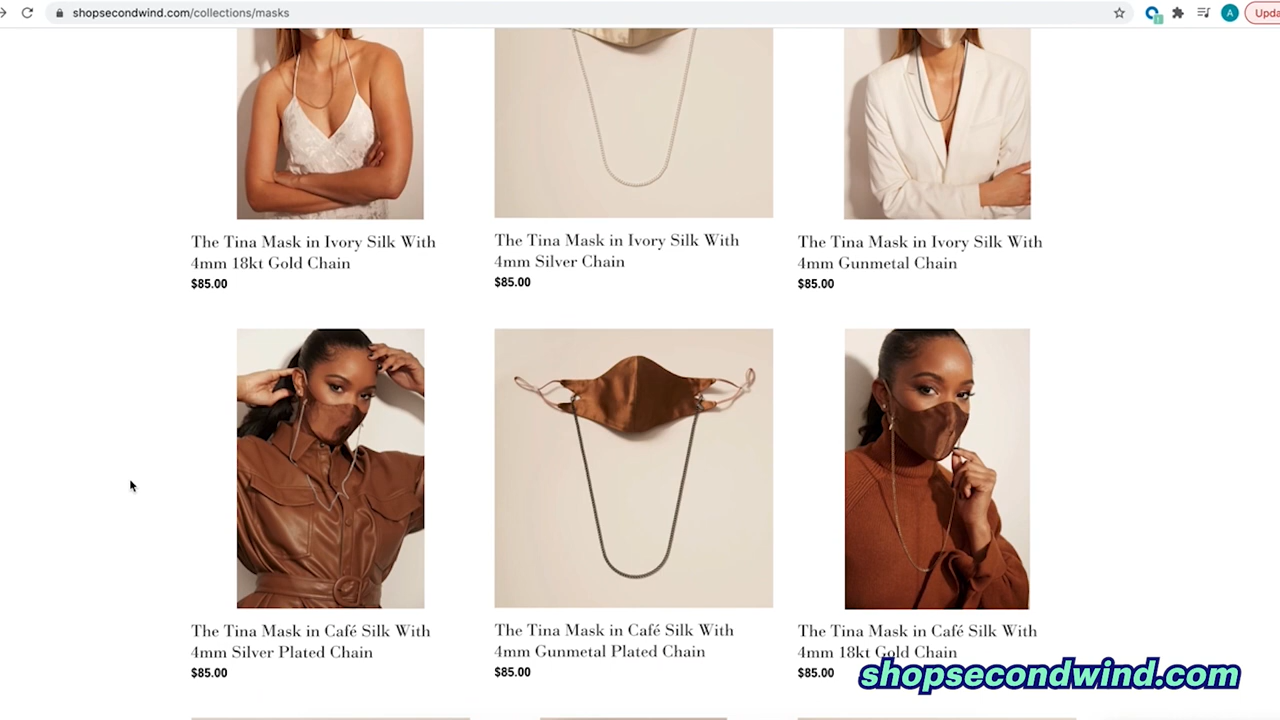 shopsecondwind.com/collections/masks
A
Upda
The Tina Mask in Ivory Silk With
4mm 18kt Gold Chain
$85.00
The Tina Mask in Ivory Silk With
4mm Silver Chain
$85.00
The Tina Mask in Ivory Silk With
4mm Gunmetal Chain
$85.00
The Tina Mask in Café Silk With
4mm Silver Plated Chain
$85.00
The Tina Mask in Café Silk With
4mm Gunmetal Plated Chain
$85.00
The Tina Mask in Café Silk With
4mm 18kt Gold Chain
$85.00
shopsecondwind.com